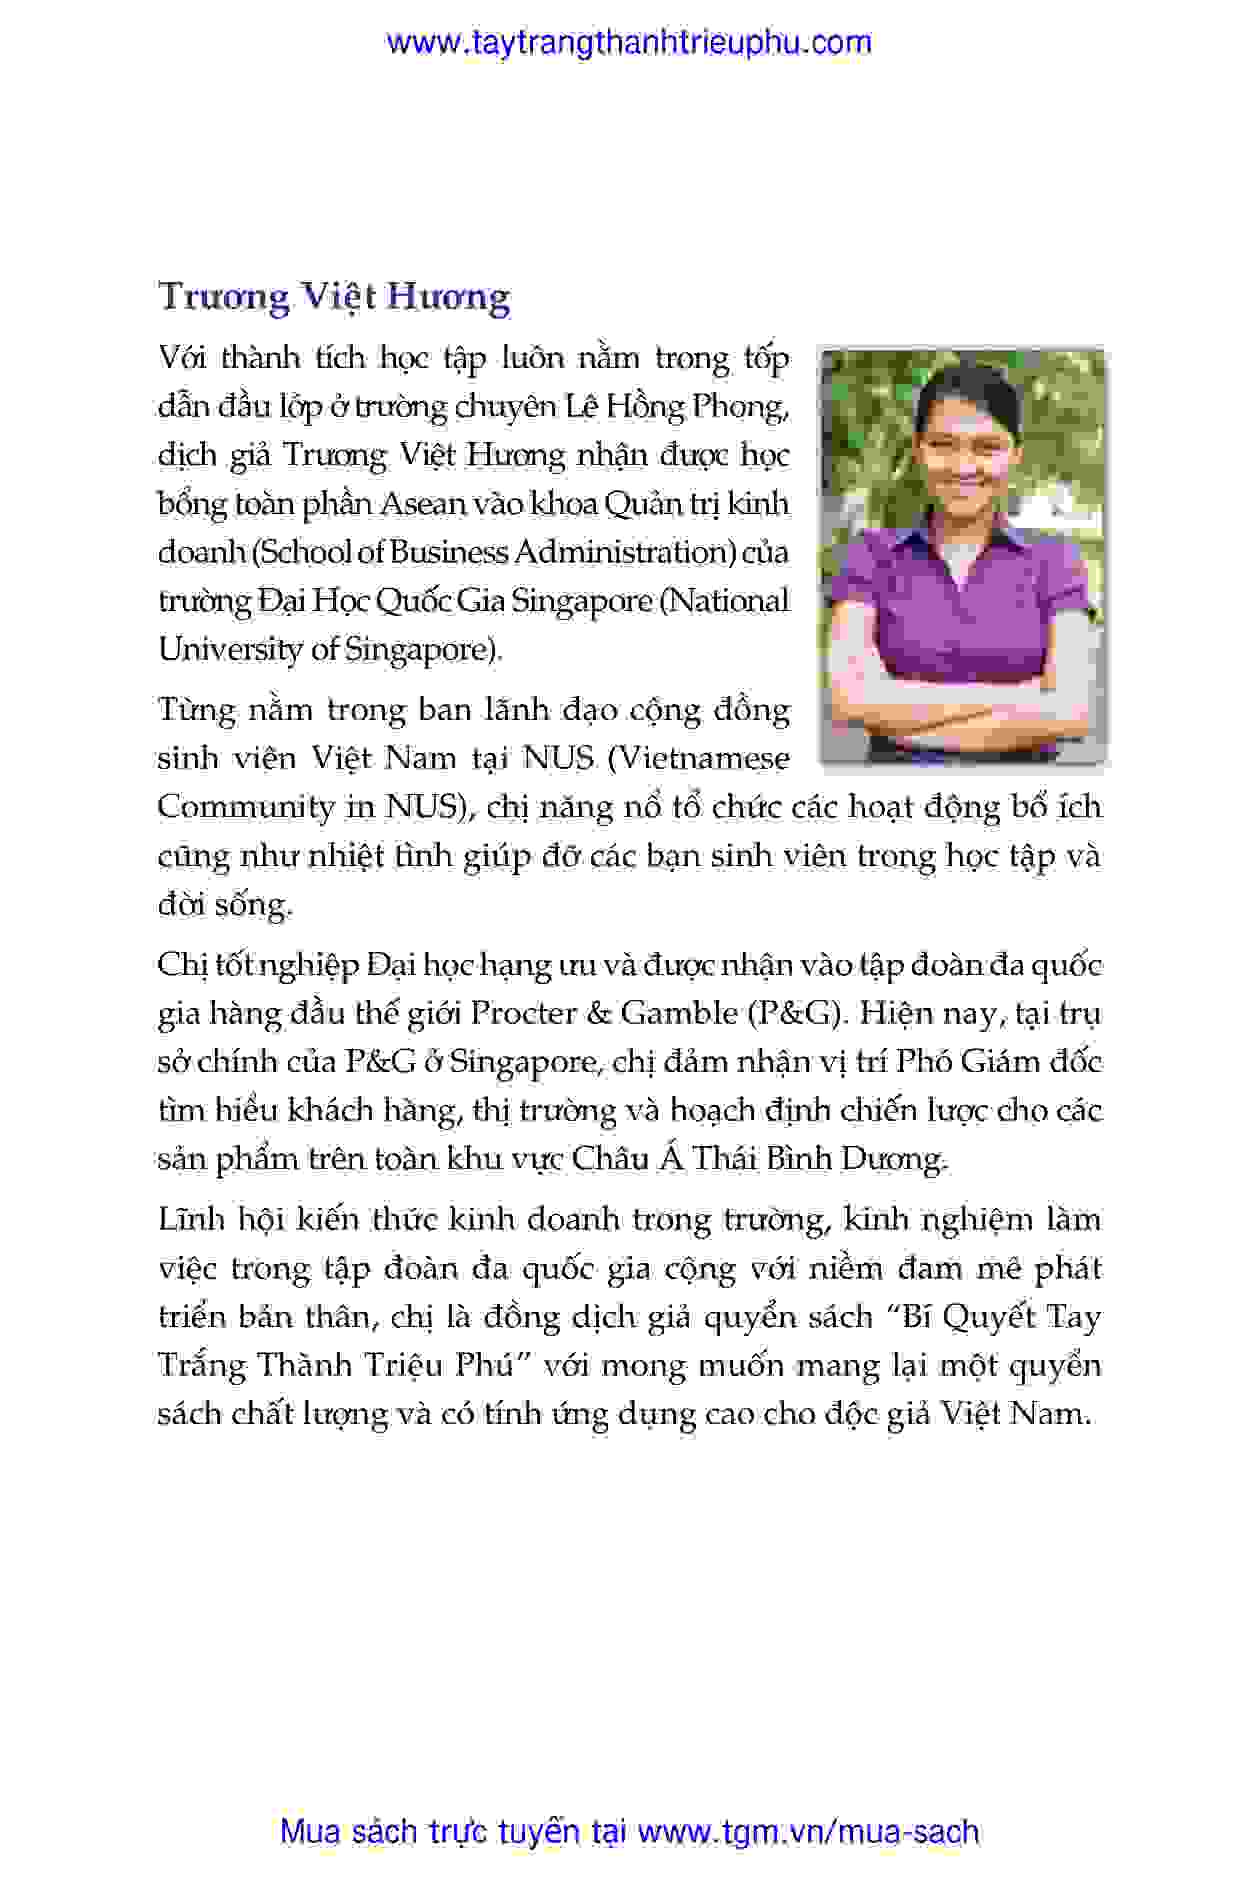 www.taytrangthanhtrieuphu.com
Trương Việt Hương
Với thành tích học tập luôn nằm trong tốp
dẫn đầu lớp ở trường chuyên Lê Hồng Phong,
dịch giả Trương Việt Hương nhận được học
bổng toàn phần Asean vào khoa Quản trị kinh
doanh (School of Business Administration) của
trường Đại Học Quốc Gia Singapore (National
University of Singapore).
Từng nằm trong ban lãnh đạo cộng đồng
sinh viên Việt Nam tại NUS (Vietnamese
Community in NUS), chị năng nổ tổ chức các hoạt động bổ ích
cũng như nhiệt tình giúp đỡ các bạn sinh viên trong học tập và
đời sống.
Chị tốt nghiệp Đại học hạng ưu và được nhận vào tập đoàn đa quốc
gia hàng đầu thế giới Procter & Gamble (P&G). Hiện nay, tại trụ
sở chính của P&G ở Singapore, chị đảm nhận vị trí Phó Giám đốc
tìm hiểu khách hàng, thị trường và hoạch định chiến lược cho các
sản phẩm trên toàn khu vực Châu Á Thái Bình Dương.
Lĩnh hội kiến thức kinh doanh trong trường, kinh nghiệm làm
việc trong tập đoàn đa quốc gia cộng với niềm đam mê phát
triển bản thân, chị là đồng dịch giả quyển sách “Bí Quyết Tay
Trắng Thành Triệu Phú” với mong muốn mang lại một quyển
sách chất lượng và có tính ứng dụng cao cho độc giả Việt Nam.
Mua sách trực tuyến tại www.tgm.vn/mua-sach